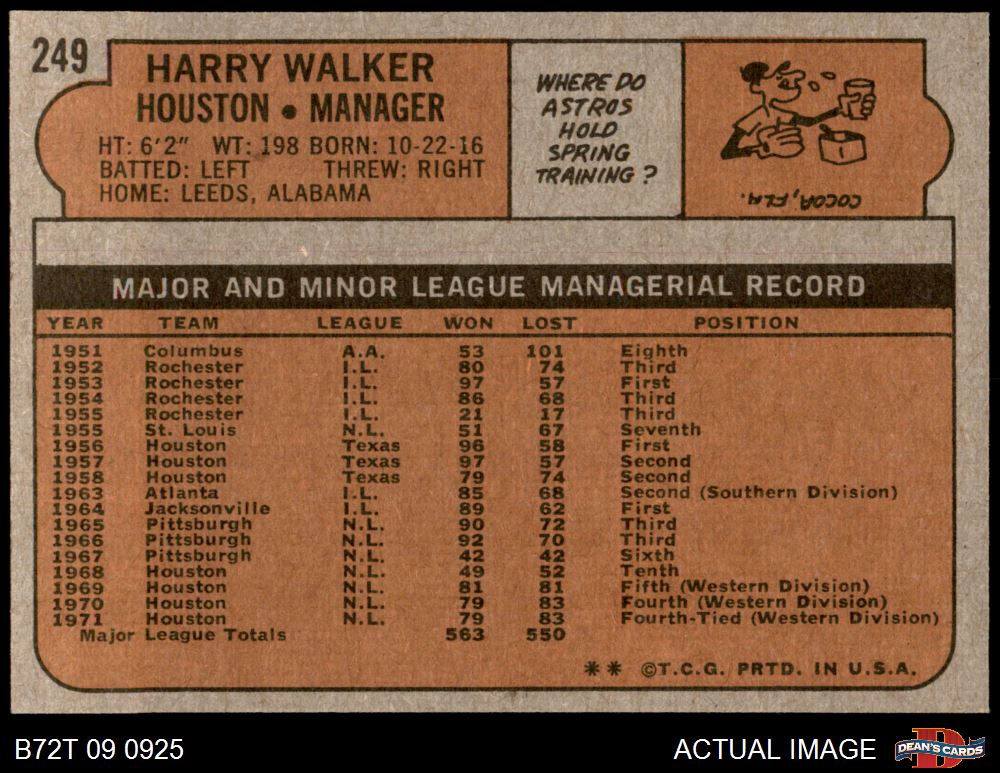 249
HARRY WALKER
HOUSTON • MANAGER
HT: 6'2" WT: 198 BORN: 10-22-16
BATTED: LEFT THREW: RIGHT
HOME: LEEDS, ALABAMA
WHERE DO
ASTROS
HOLD
SPRING
TRAINING?
COCOA, FLA.
MAJOR AND MINOR LEAGUE MANAGERIAL RECORD
YEAR TEAM LEAGUE WON LOST POSITION
1951 Columbus A.A. 53 101 Eighth
1952 Rochester I.L. 80 74 Third
1953 Rochester I.L. 97 57 First
1954 Rochester I.L. 86 68 Third
1955 Rochester I.L. 21 17 Third
1955 St. Louis N.L. 51 67 Seventh
1956 Houston Texas 96 58 First
1957 Houston Texas 97 57 Second
1958 Houston Texas 79 74 Second
1963 Atlanta I.L. 85 68 Second (Southern Division)
1964 Jacksonville I.L. 89 62 First
1965 Pittsburgh N.L. 90 72 Third
1966 Pittsburgh N.L. 92 70 Third
1967 Pittsburgh N.L. 42 42 Sixth
1968 Houston N.L. 49 52 Tenth
1969 Houston N.L. 81 81 Fifth (Western Division)
1970 Houston N.L. 79 83 Fourth (Western Division)
1971 Houston N.L. 79 83 Fourth-Tied (Western Division)
Major League Totals 563 550
** ©T.C.G. PRTD. IN U.S.A.
B72T 09 0925 ACTUAL IMAGE
D
DEAN'S CARDS